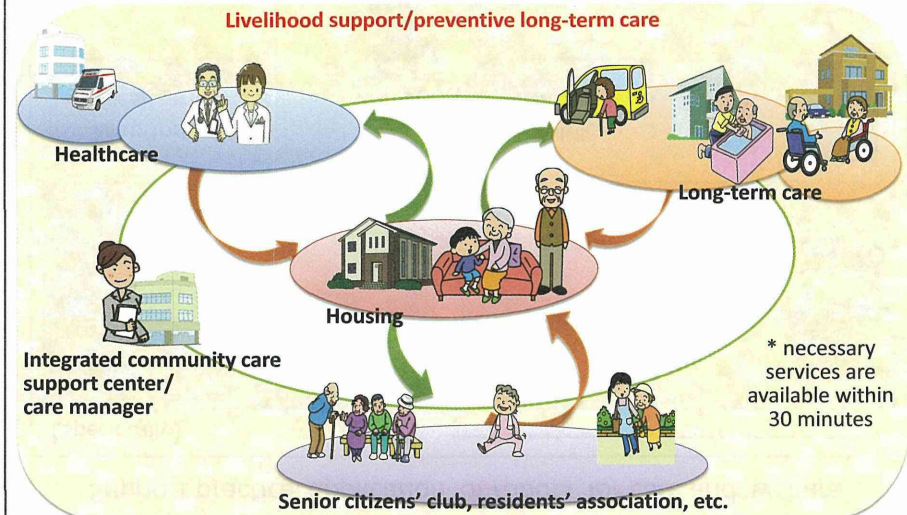 Livelihood support/preventive long-term care
Healthcare
Long-term care
Housing
Integrated community care
support center/
care manager
* necessary
services are
available within
30 minutes
Senior citizens' club, residents' association, etc.